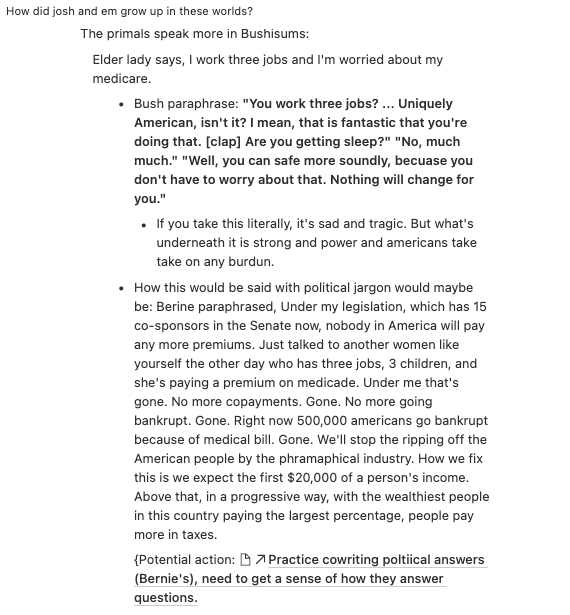 How did josh and em grow up in these worlds?
The primals speak more in Bushisums:
Elder lady says, I work three jobs and I'm worried about my
medicare.
• Bush paraphrase: "You work three jobs? ... Uniquely
American, isn't it? I mean, that is fantastic that you're
doing that. [clap] Are you getting sleep?" "No, much
much." "Well, you can safe more soundly, becuase you
don't have to worry about that. Nothing will change for
you."
• If you take this literally, it's sad and tragic. But what's
underneath it is strong and power and americans take
take on any burdun.
• How this would be said with political jargon would maybe
be: Berine paraphrased, Under my legislation, which has 15
co-sponsors in the Senate now, nobody in America will pay
any more premiums. Just talked to another women like
yourself the other day who has three jobs, 3 children, and
she's paying a premium on medicade. Under me that's
gone. No more copayments. Gone. No more going
bankrupt. Gone. Right now 500,000 americans go bankrupt
because of medical bill. Gone. We'll stop the ripping off the
American people by the phramaphical industry. How we fix
this is we expect the first $20,000 of a person's income.
Above that, in a progressive way, with the wealthiest people
in this country paying the largest percentage, people pay
more in taxes.
{Potential action: Practice cowriting poltiical answers
(Bernie's), need to get a sense of how they answer
questions.